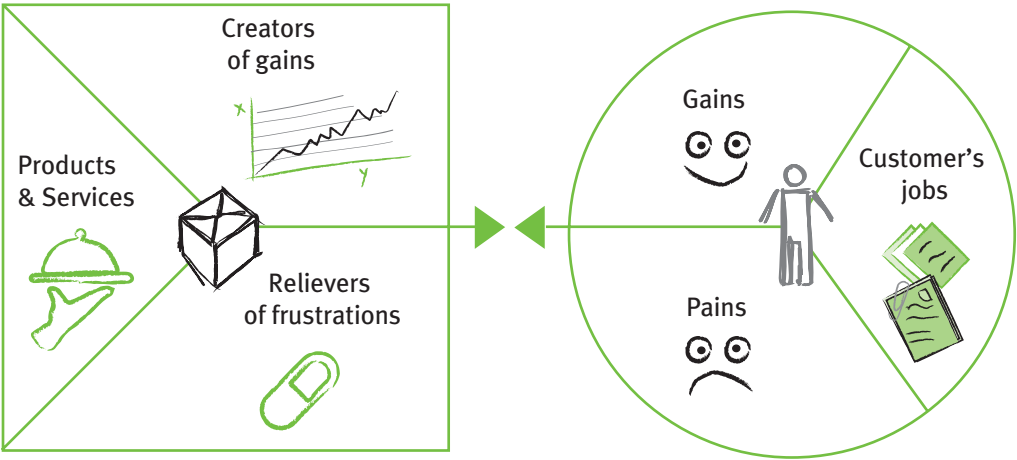 Creators
of gains
x
y
Products
& Services
Relievers
of frustrations
Gains
Customer’s
jobs
Pains